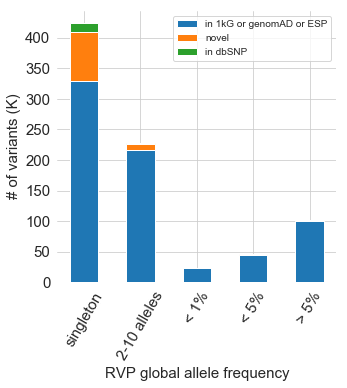 in 1kG or genomAD or ESP
novel
in dbSNP
# of variants (K)
400
350
300
250
200
150
100
50
0
singleton
2-10 alleles
< 1%
< 5%
> 5%
RVP global allele frequency